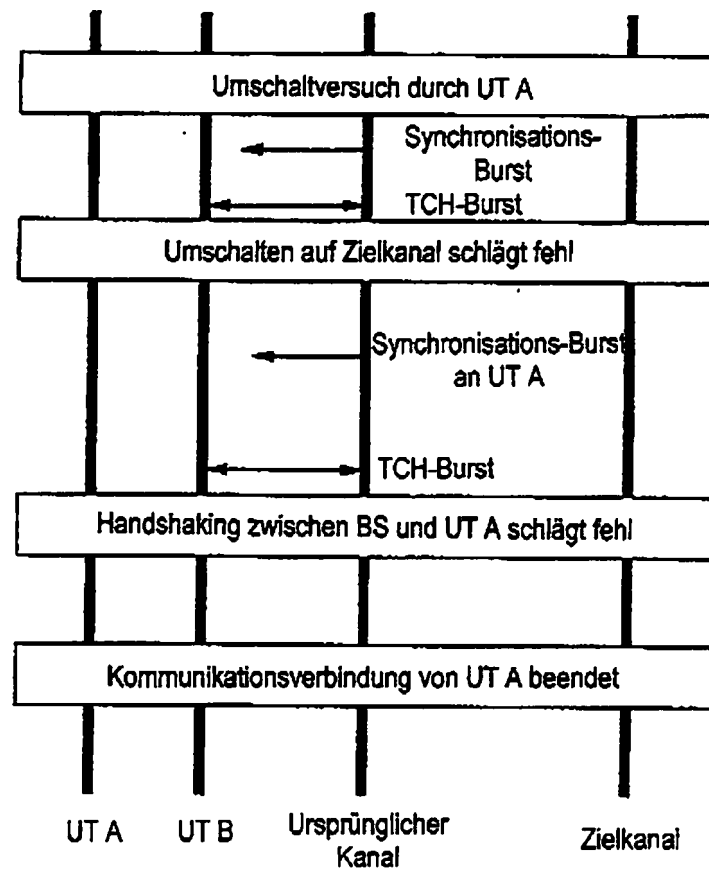 Umschaltversuch durch UT A
Synchronisations-
Burst
TCH-Burst
Umschalten auf Zielkanal schlägt fehl
Synchronisations-Burst
an UT A
TCH-Burst
Handshaking zwischen BS und UT A schlägt fehl
Kommunikationsverbindung von UT A beendet
UT A
UT B
Ursprünglicher
Kanal
Zielkanal